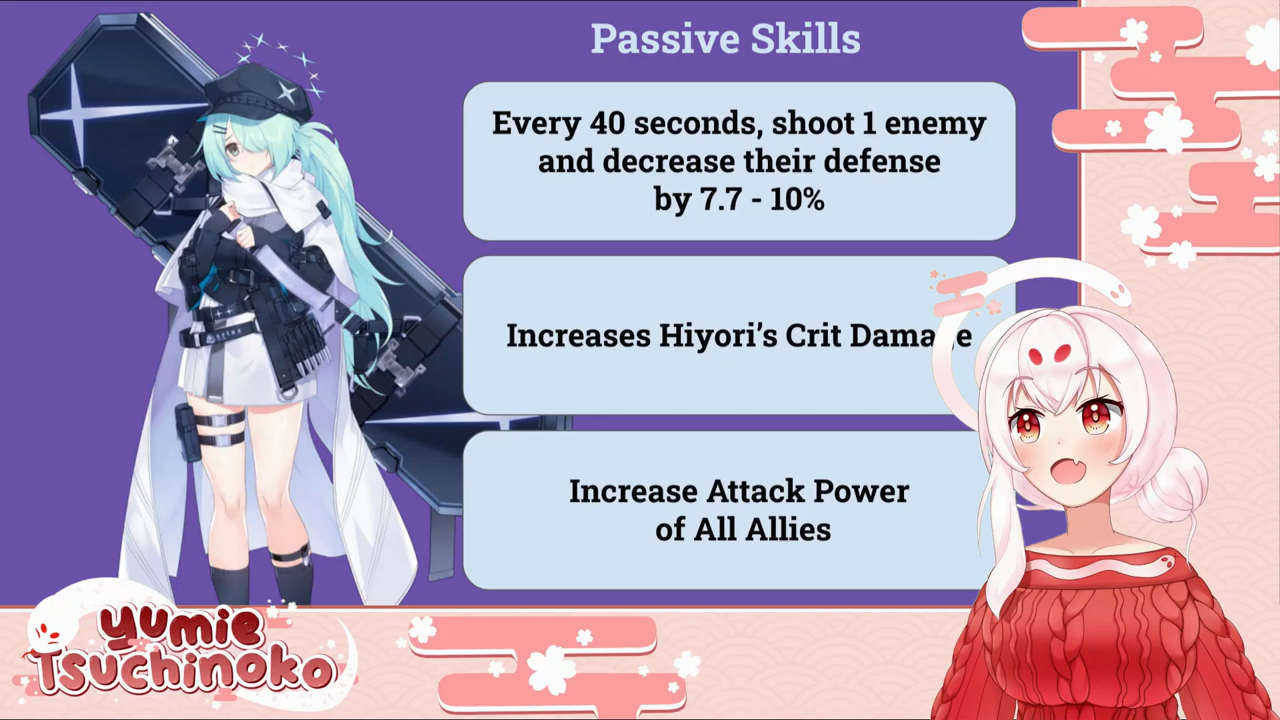 Passive Skills
Every 40 seconds, shoot 1 enemy
and decrease their defense
by 7.7 - 10%
Increases Hiyori's Crit Damage
Increase Attack Power
of All Allies
yumie
Tsuchinoko